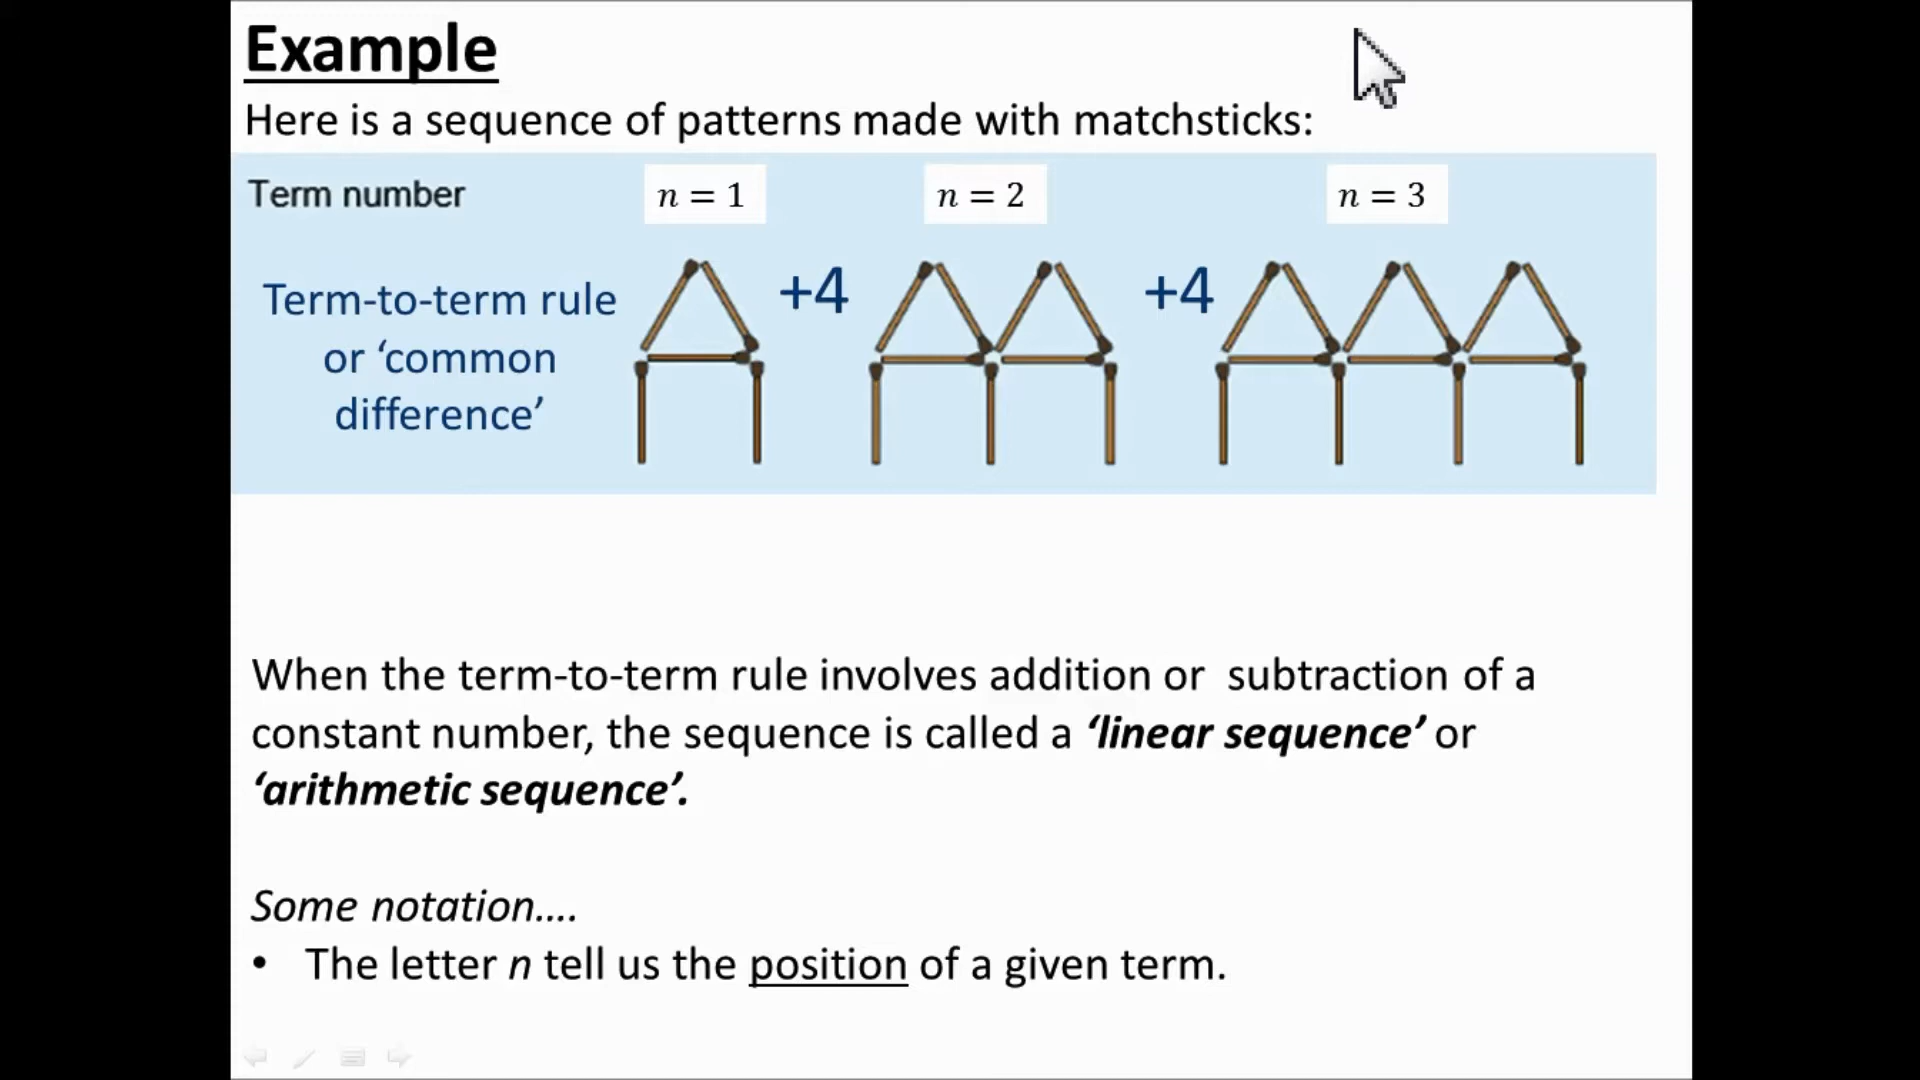 Example
Here is a sequence of patterns made with matchsticks:
Term number n = 1 n = 2 n = 3
+4 +4
Term-to-term rule
or ‘common
difference’
When the term-to-term rule involves addition or subtraction of a
constant number, the sequence is called a ‘linear sequence’ or
‘arithmetic sequence’.
Some notation....
• The letter n tell us the position of a given term.